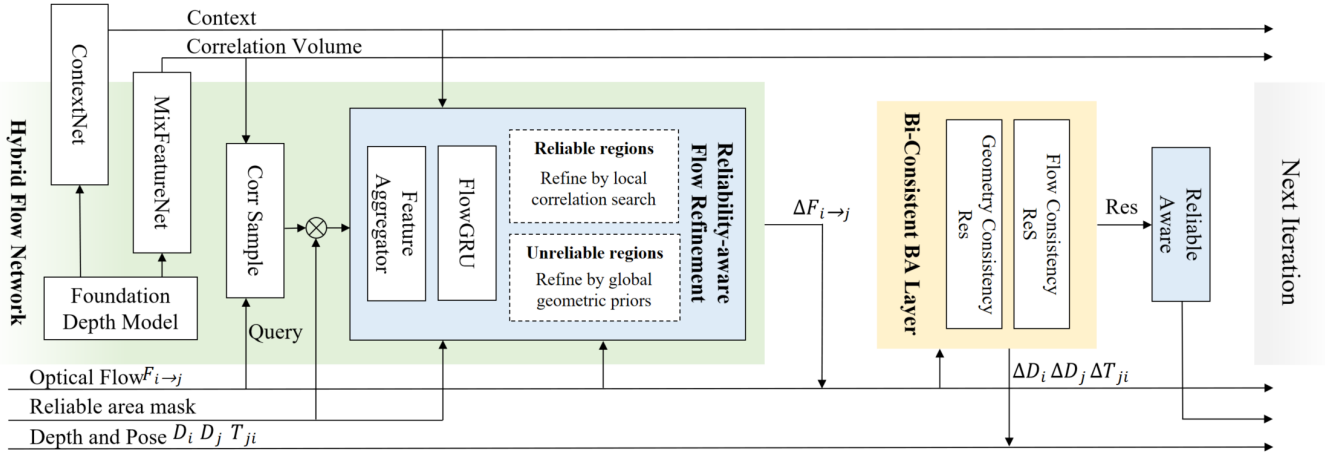 Context
Correlation Volume
ContextNet
MixFeatureNet
Hybrid Flow Network
Foundation
Depth Model
Corr Sample
Query
Feature
Aggregator
FlowGRU
Reliable regions
Refine by local
correlation search
Unreliable regions
Refine by global
geometric priors
Reliability-aware
Flow Refinement
ΔF_{i→j}
Bi-Consistent BA Layer
Geometry Consistency
Res
Flow Consistency
ReS
Res
Reliable
Aware
Next Iteration
Optical Flow F_{i→j}
Reliable area mask
Depth and Pose D_i D_j T_{ji}
ΔD_i ΔD_j ΔT_{ji}